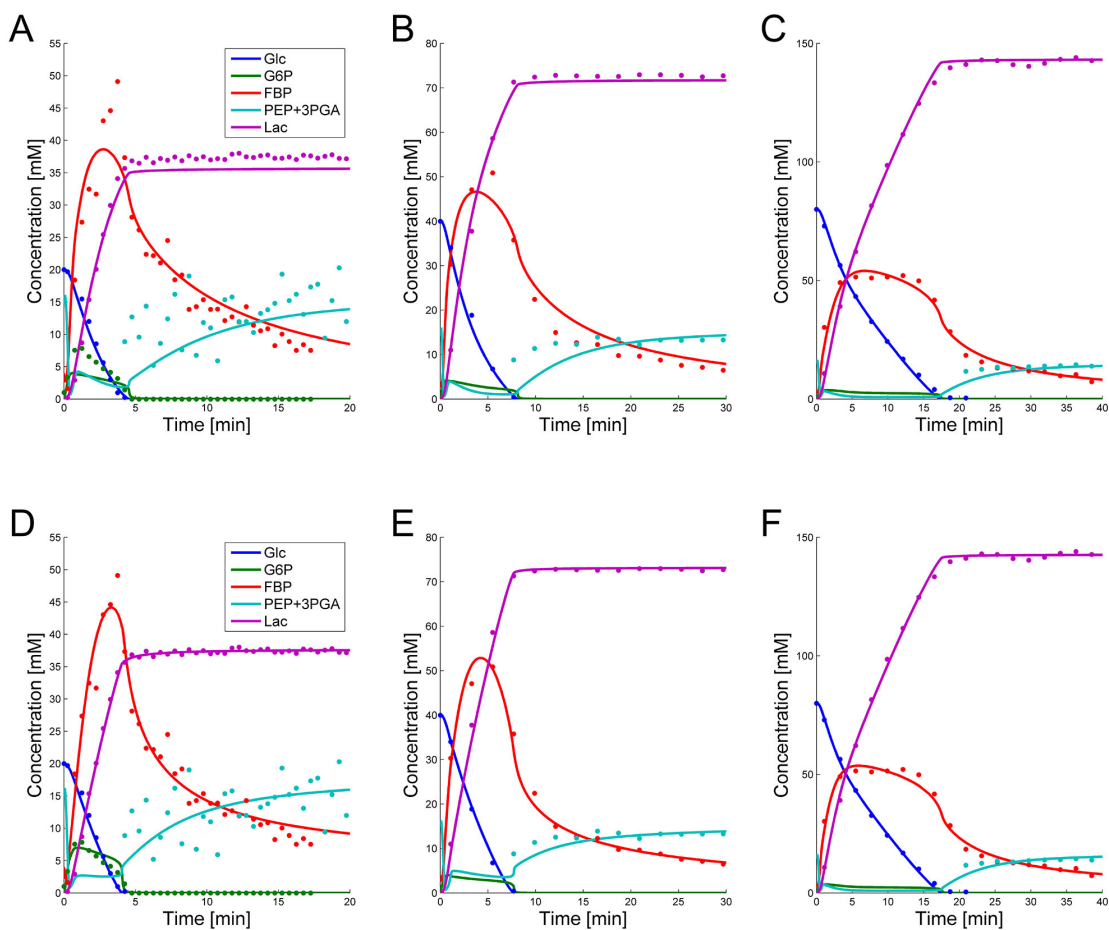 A
Concentration [mM]
55
50
45
40
35
30
25
20
15
10
5
0
0 5 10 15 20
Time [min]
Glc
G6P
FBP
PEP+3PGA
Lac
B
Concentration [mM]
80
70
60
50
40
30
20
10
0
0 5 10 15 20 25 30
Time [min]
C
Concentration [mM]
150
100
50
0
0 5 10 15 20 25 30 35 40
Time [min]
D
Concentration [mM]
55
50
45
40
35
30
25
20
15
10
5
0
0 5 10 15 20
Time [min]
Glc
G6P
FBP
PEP+3PGA
Lac
E
Concentration [mM]
80
70
60
50
40
30
20
10
0
0 5 10 15 20 25 30
Time [min]
F
Concentration [mM]
150
100
50
0
0 5 10 15 20 25 30 35 40
Time [min]